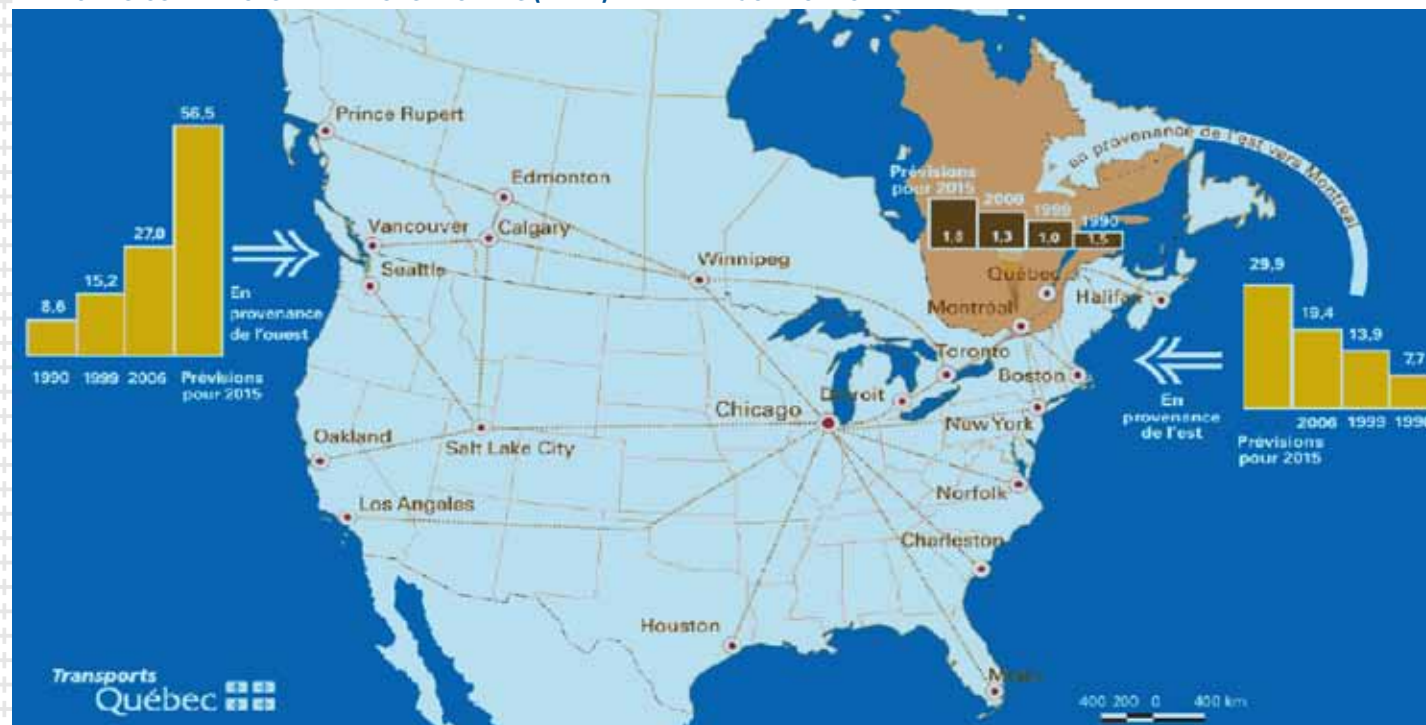 56,5
27,8
15,2
8,6
1990 1999 2006 Prévisions
pour 2015
En
provenance
de l'ouest
Prince Rupert
Edmonton
Vancouver
Calgary
Seattle
Winnipeg
Oakland
Salt Lake City
Los Angeles
Chicago
Detroit
Toronto
Houston
Miami
Charleston
Norfolk
New York
Boston
Halifax
Montréal
Québec
Prévisions
pour 2015
2006
1999
1990
1,8 1,3 1,0
en provenance de l'est vers Montréal
29,9
19,4
13,9
7,7
En
provenance
de l'est
2006 1999 1990
Prévisions
pour 2015
Transports
Québec
400 200 0 400 km